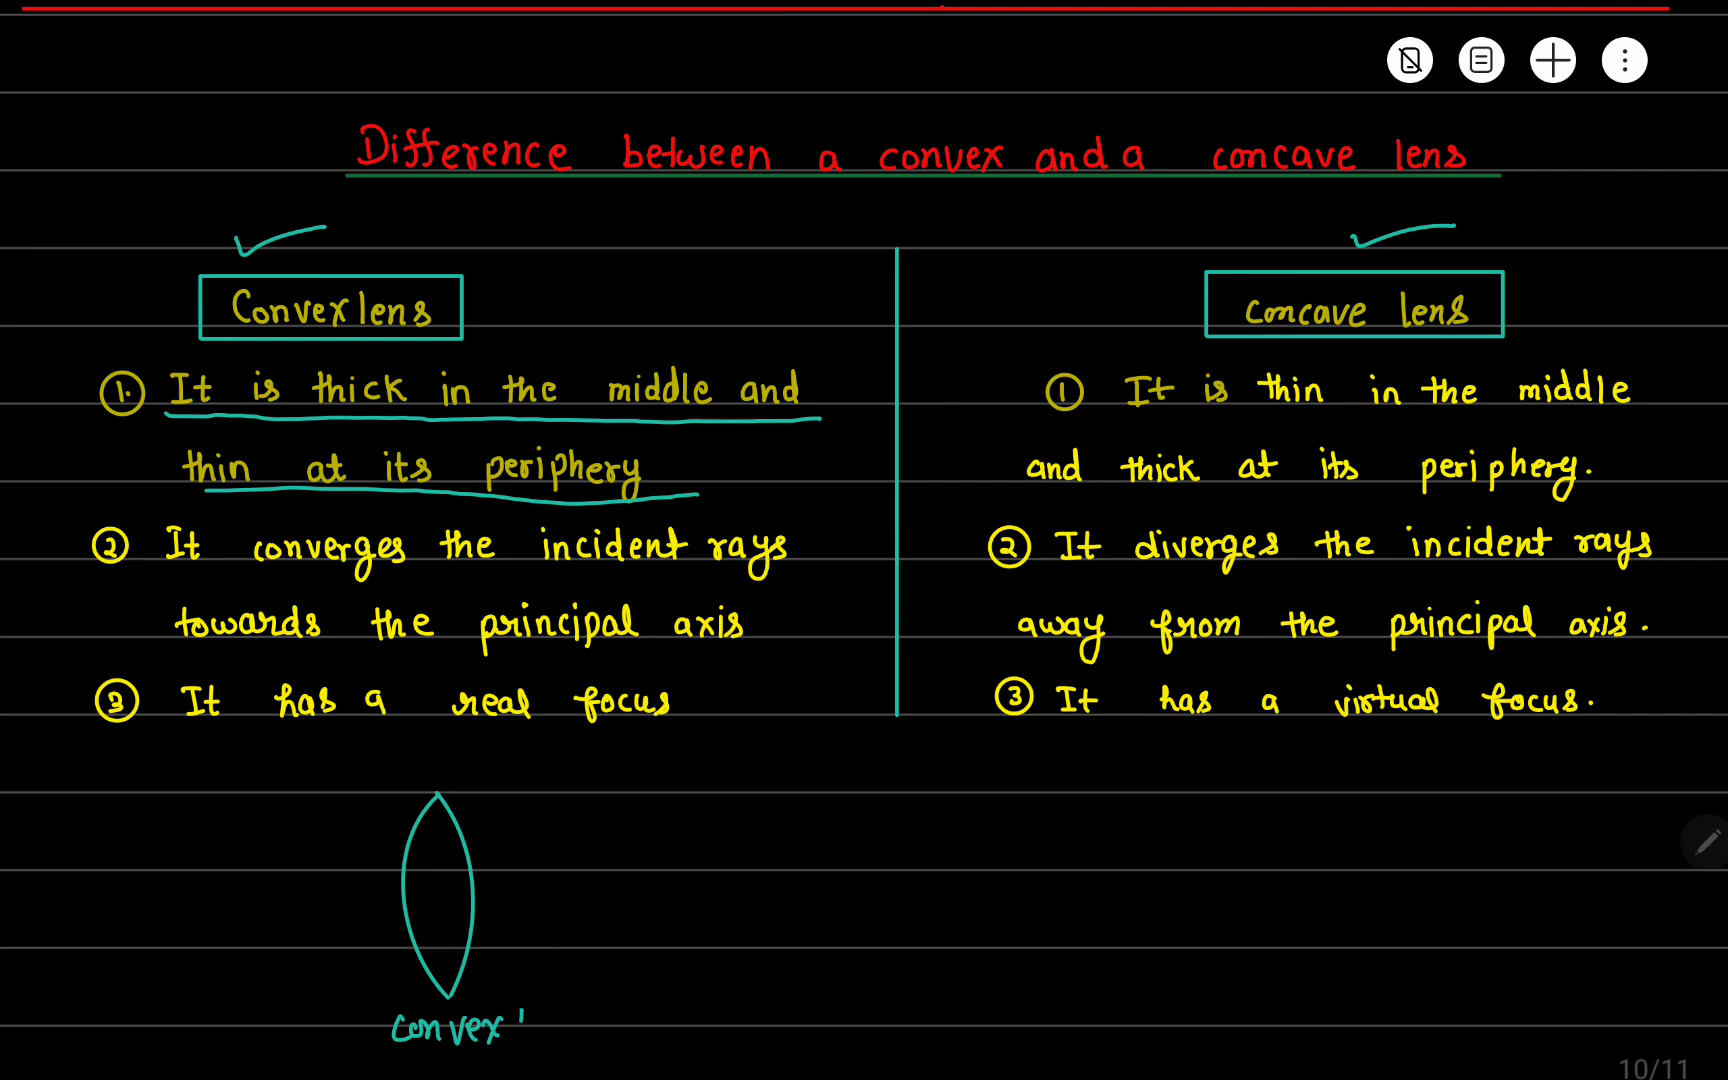 Difference between a convex and a concave lens
Convex lens
① It is thick in the middle and
thin at its periphery
② It converges the incident rays
towards the principal axis
③ It has a real focus
concave lens
① It is thin in the middle
and thick at its periphery.
② It diverges the incident rays
away from the principal axis.
③ It has a virtual focus.
convex
10/11